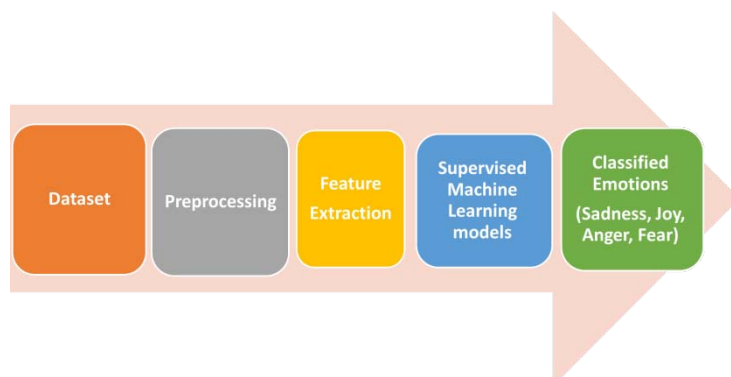 Dataset
Preprocessing
Feature
Extraction
Supervised
Machine
Learning
models
Classified
Emotions
(Sadness, Joy,
Anger, Fear)